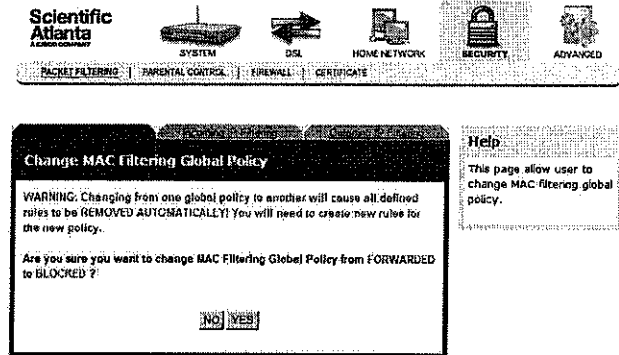 Scientific
Atlanta
A CISCO COMPANY
SYSTEM
DSL
HOME NETWORK
SECURITY
ADVANCED
PACKET FILTERING | PARENTAL CONTROL | FIREWALL | CERTIFICATE
Change MAC Filtering Global Policy
WARNING: Changing from one global policy to another will cause all defined
rules to be REMOVED AUTOMATICALLY! You will need to create new rules for
the new policy.
Are you sure you want to change MAC Filtering Global Policy from FORWARDED
to BLOCKED ?
NO YES
Help
This page allow user to
change MAC filtering global
policy.